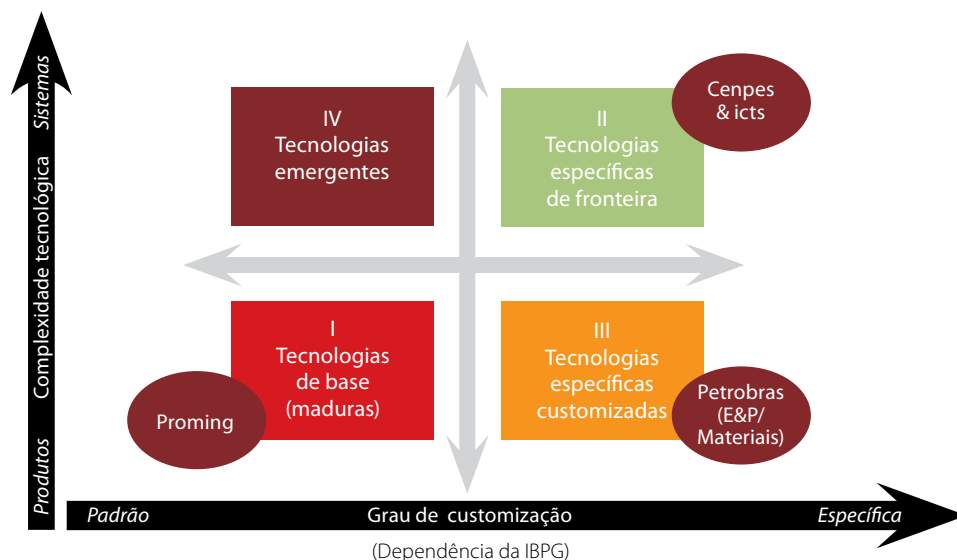 Sistemas
Complexidade tecnológica
Produtos
IV
Tecnologias
emergentes
II
Tecnologias
específicas
de fronteira
Cenpes
& icts
I
Tecnologias
de base
(maduras)
Proming
III
Tecnologias
específicas
customizadas
Petrobras
(E&P/
Materiais)
Padrão
Grau de customização
Específica
(Dependência da IBPG)